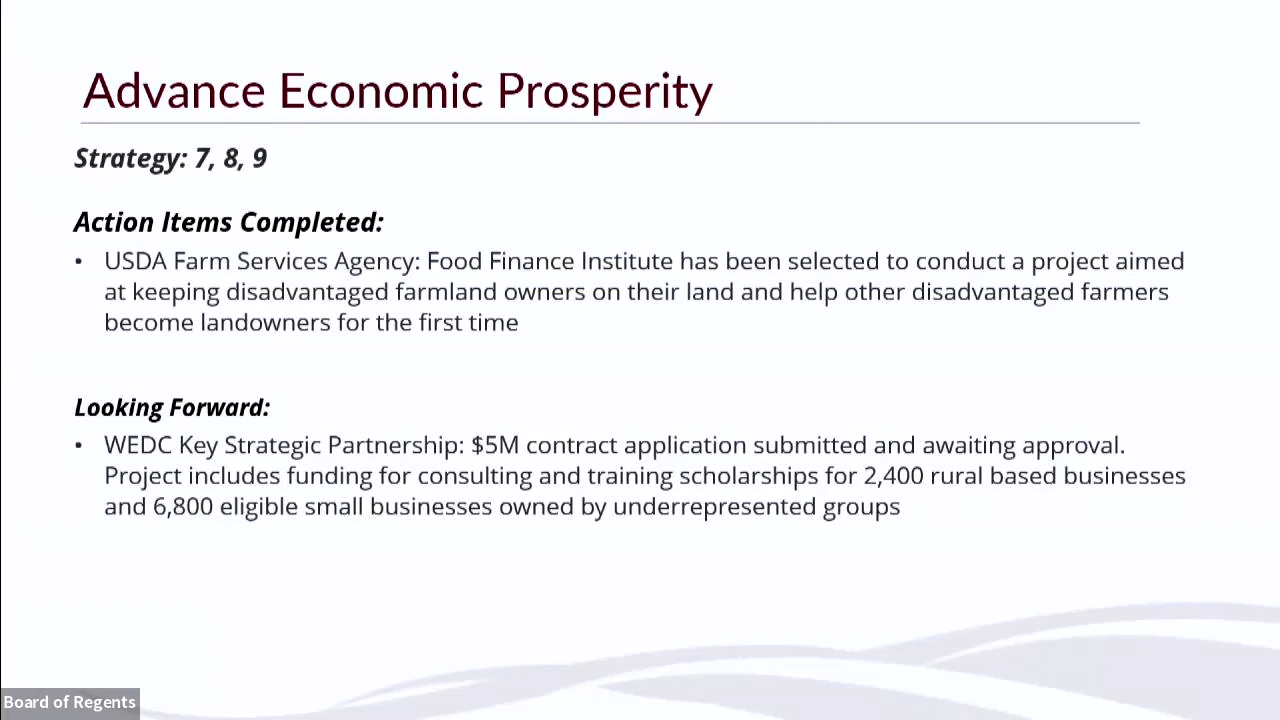 Advance Economic Prosperity
Strategy: 7, 8, 9
Action Items Completed:
• USDA Farm Services Agency: Food Finance Institute has been selected to conduct a project aimed
at keeping disadvantaged farmland owners on their land and help other disadvantaged farmers
become landowners for the first time
Looking Forward:
• WEDC Key Strategic Partnership: $5M contract application submitted and awaiting approval.
Project includes funding for consulting and training scholarships for 2,400 rural based businesses
and 6,800 eligible small businesses owned by underrepresented groups
Board of Regents